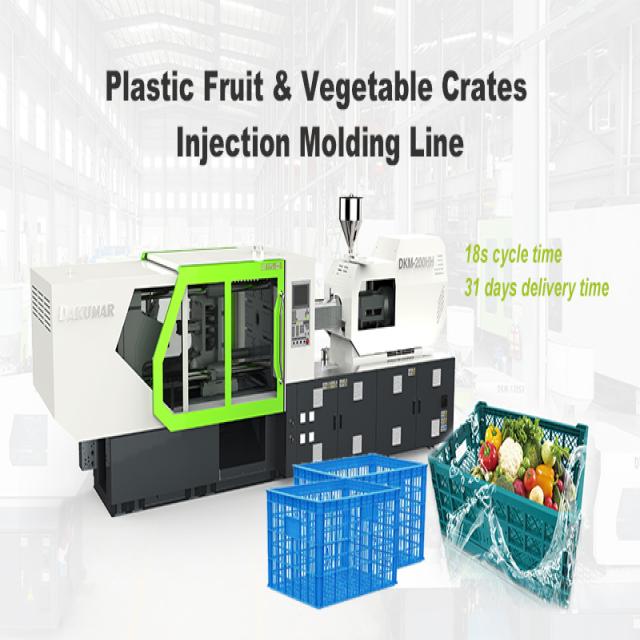 Plastic Fruit & Vegetable Crates
Injection Molding Line
DKM-200HH
18s cycle time
31 days delivery time
DAKUMAR